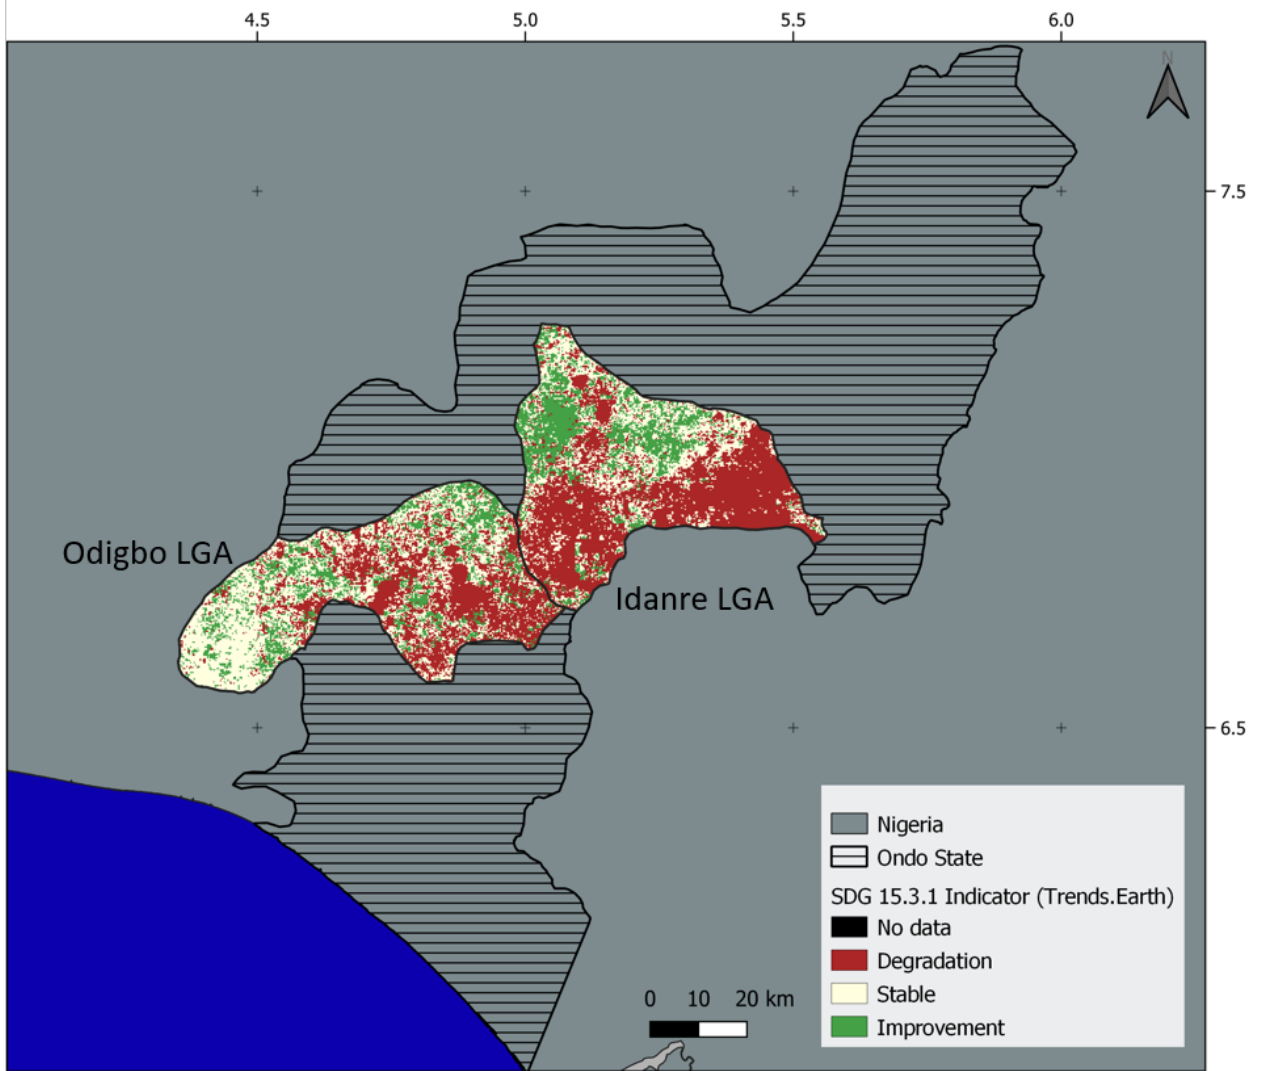 4.5 5.0 5.5 6.0
N
7.5
Odigbo LGA
Idanre LGA
6.5
Nigeria
Ondo State
SDG 15.3.1 Indicator (Trends.Earth)
No data
Degradation
Stable
Improvement
0 10 20 km